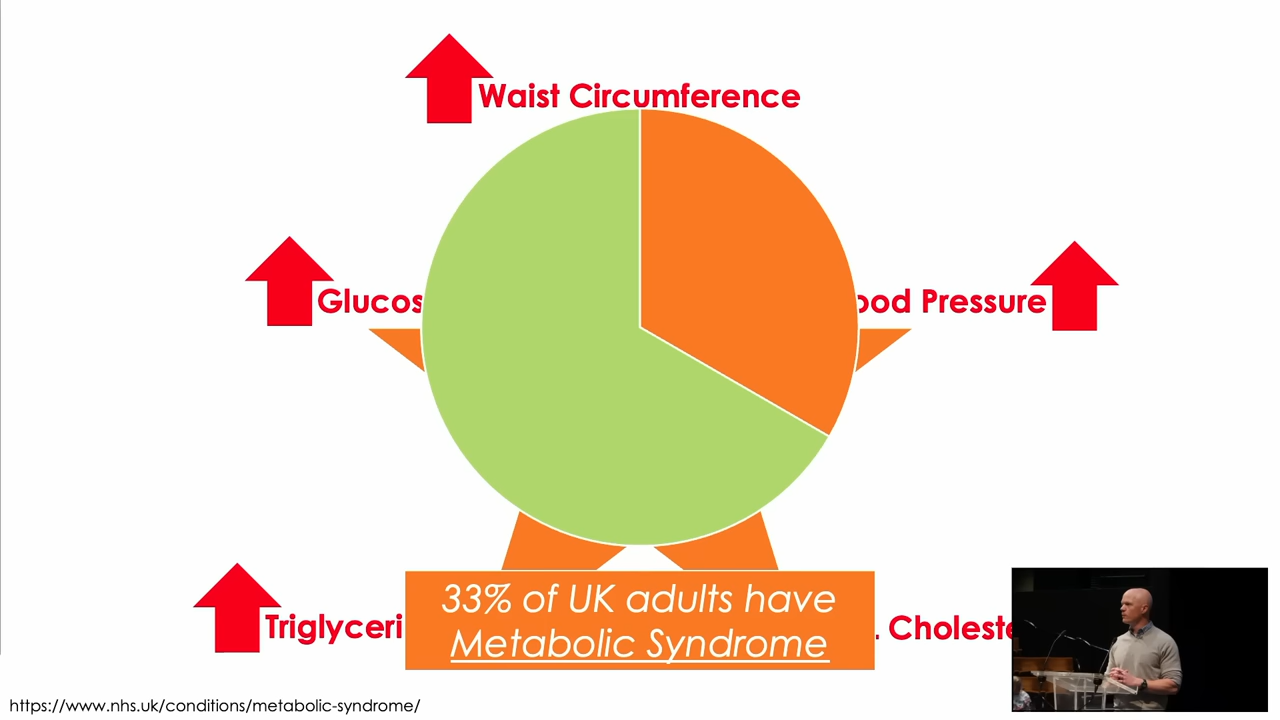 Waist Circumference
Glucos
ood Pressure
33% of UK adults have
Metabolic Syndrome
Triglyceri
Choleste
https://www.nhs.uk/conditions/metabolic-syndrome/